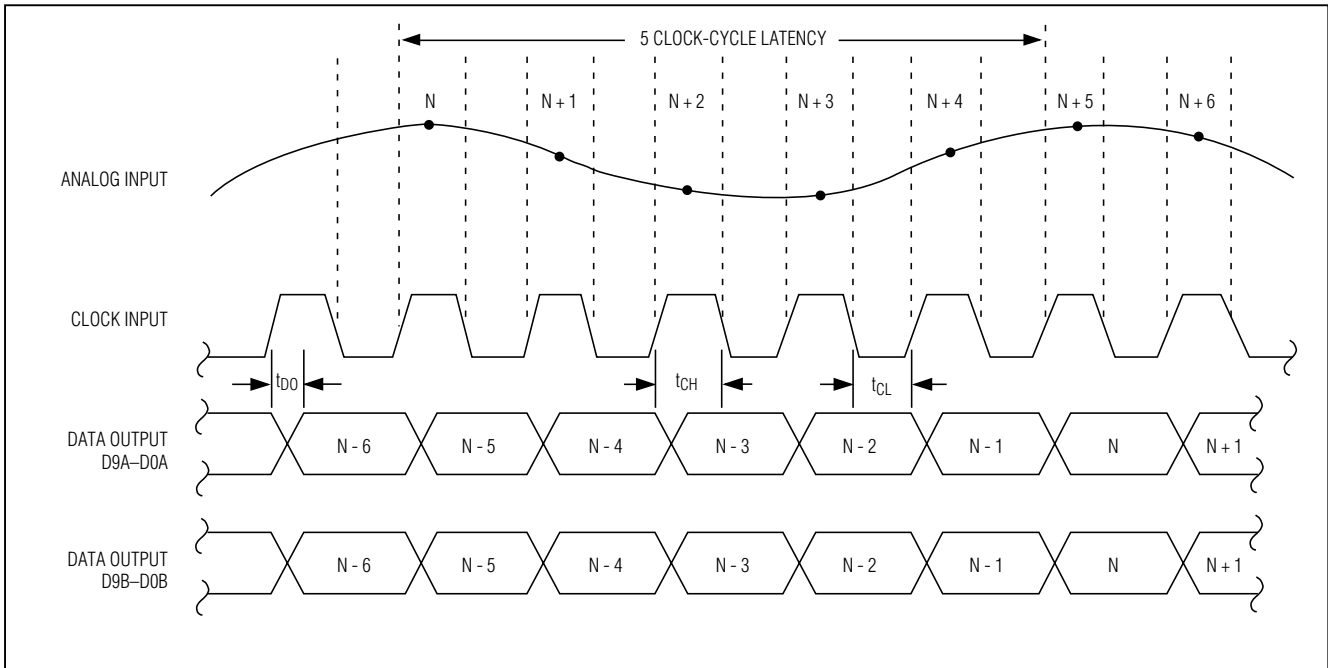 5 CLOCK-CYCLE LATENCY
N N + 1 N + 2 N + 3 N + 4 N + 5 N + 6
ANALOG INPUT
CLOCK INPUT
tDO tCH tCL
DATA OUTPUT
D9A–D0A
N - 6 N - 5 N - 4 N - 3 N - 2 N - 1 N N + 1
DATA OUTPUT
D9B–D0B
N - 6 N - 5 N - 4 N - 3 N - 2 N - 1 N N + 1